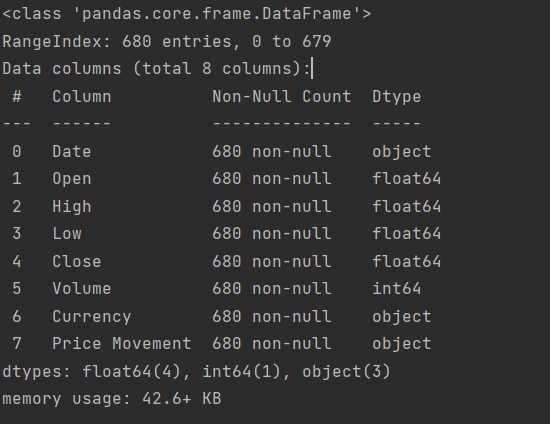 <class 'pandas.core.frame.DataFrame'>
RangeIndex: 680 entries, 0 to 679
Data columns (total 8 columns):
 #   Column          Non-Null Count  Dtype
---  ------          --------------  -----
 0   Date            680 non-null    object
 1   Open            680 non-null    float64
 2   High            680 non-null    float64
 3   Low             680 non-null    float64
 4   Close           680 non-null    float64
 5   Volume          680 non-null    int64
 6   Currency        680 non-null    object
 7   Price Movement  680 non-null    object
dtypes: float64(4), int64(1), object(3)
memory usage: 42.6+ KB